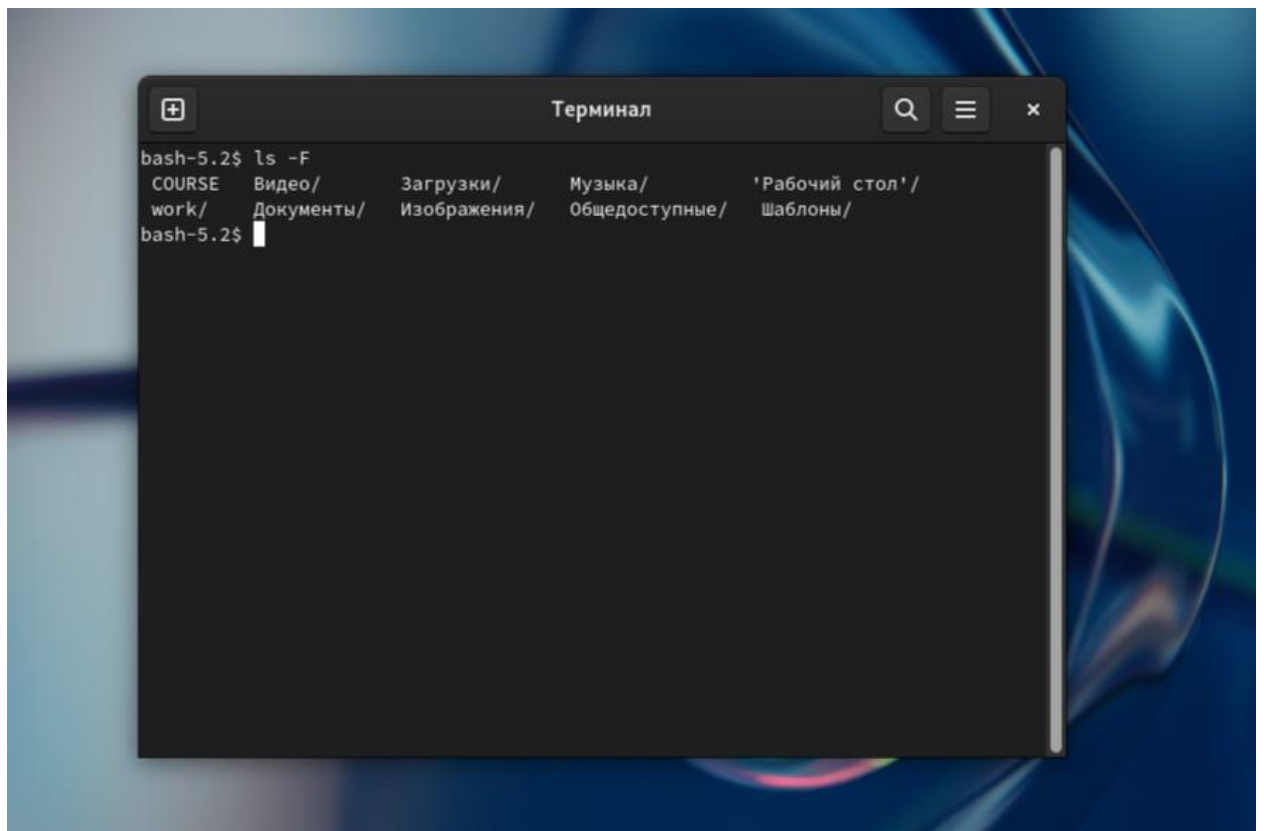 Терминал
bash-5.2$ ls -F
COURSE Видео/ Загрузки/ Музыка/ 'Рабочий стол'/
work/ Документы/ Изображения/ Общедоступные/ Шаблоны/
bash-5.2$